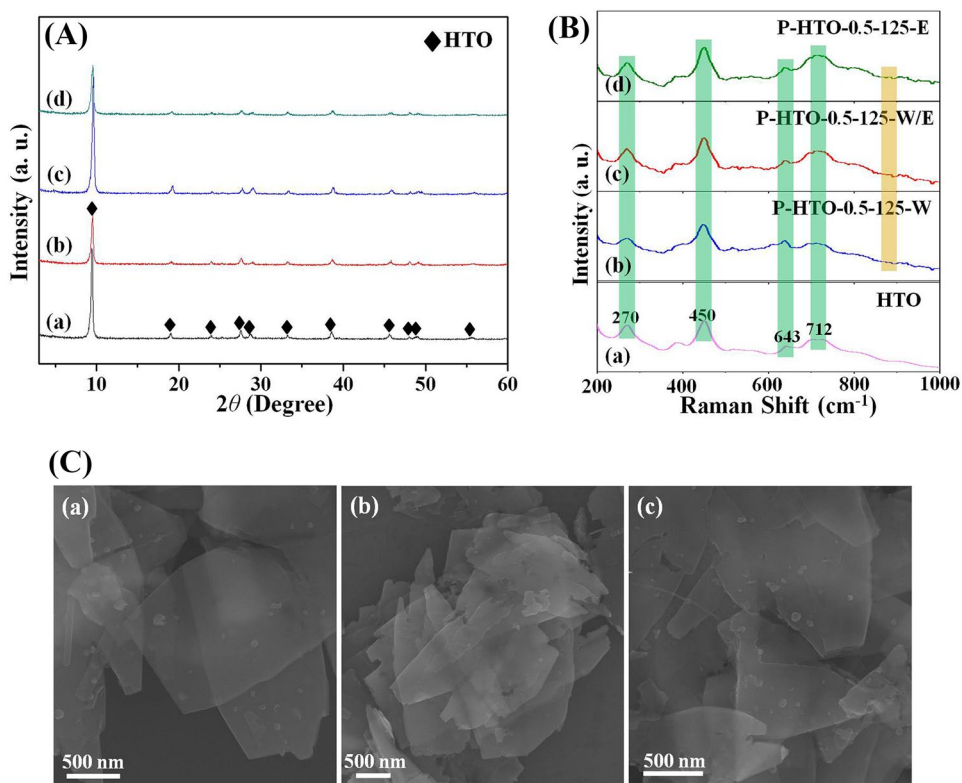 (A)
◆HTO
(d)
(c)
(b)
(a)
Intensity (a. u.)
10 20 30 40 50 60
2θ (Degree)
(B)
P-HTO-0.5-125-E
(d)
P-HTO-0.5-125-W/E
(c)
P-HTO-0.5-125-W
(b)
HTO
270 450 643 712
(a)
Intensity (a. u.)
200 400 600 800 1000
Raman Shift (cm⁻¹)
(C)
(a) (b) (c)
500 nm 500 nm 500 nm